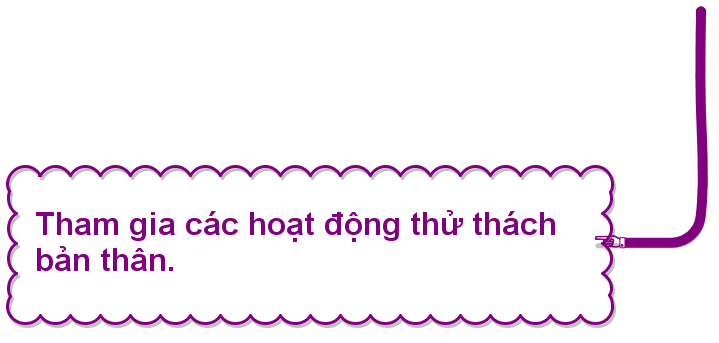 Tham gia các hoạt động thử thách
bản thân.